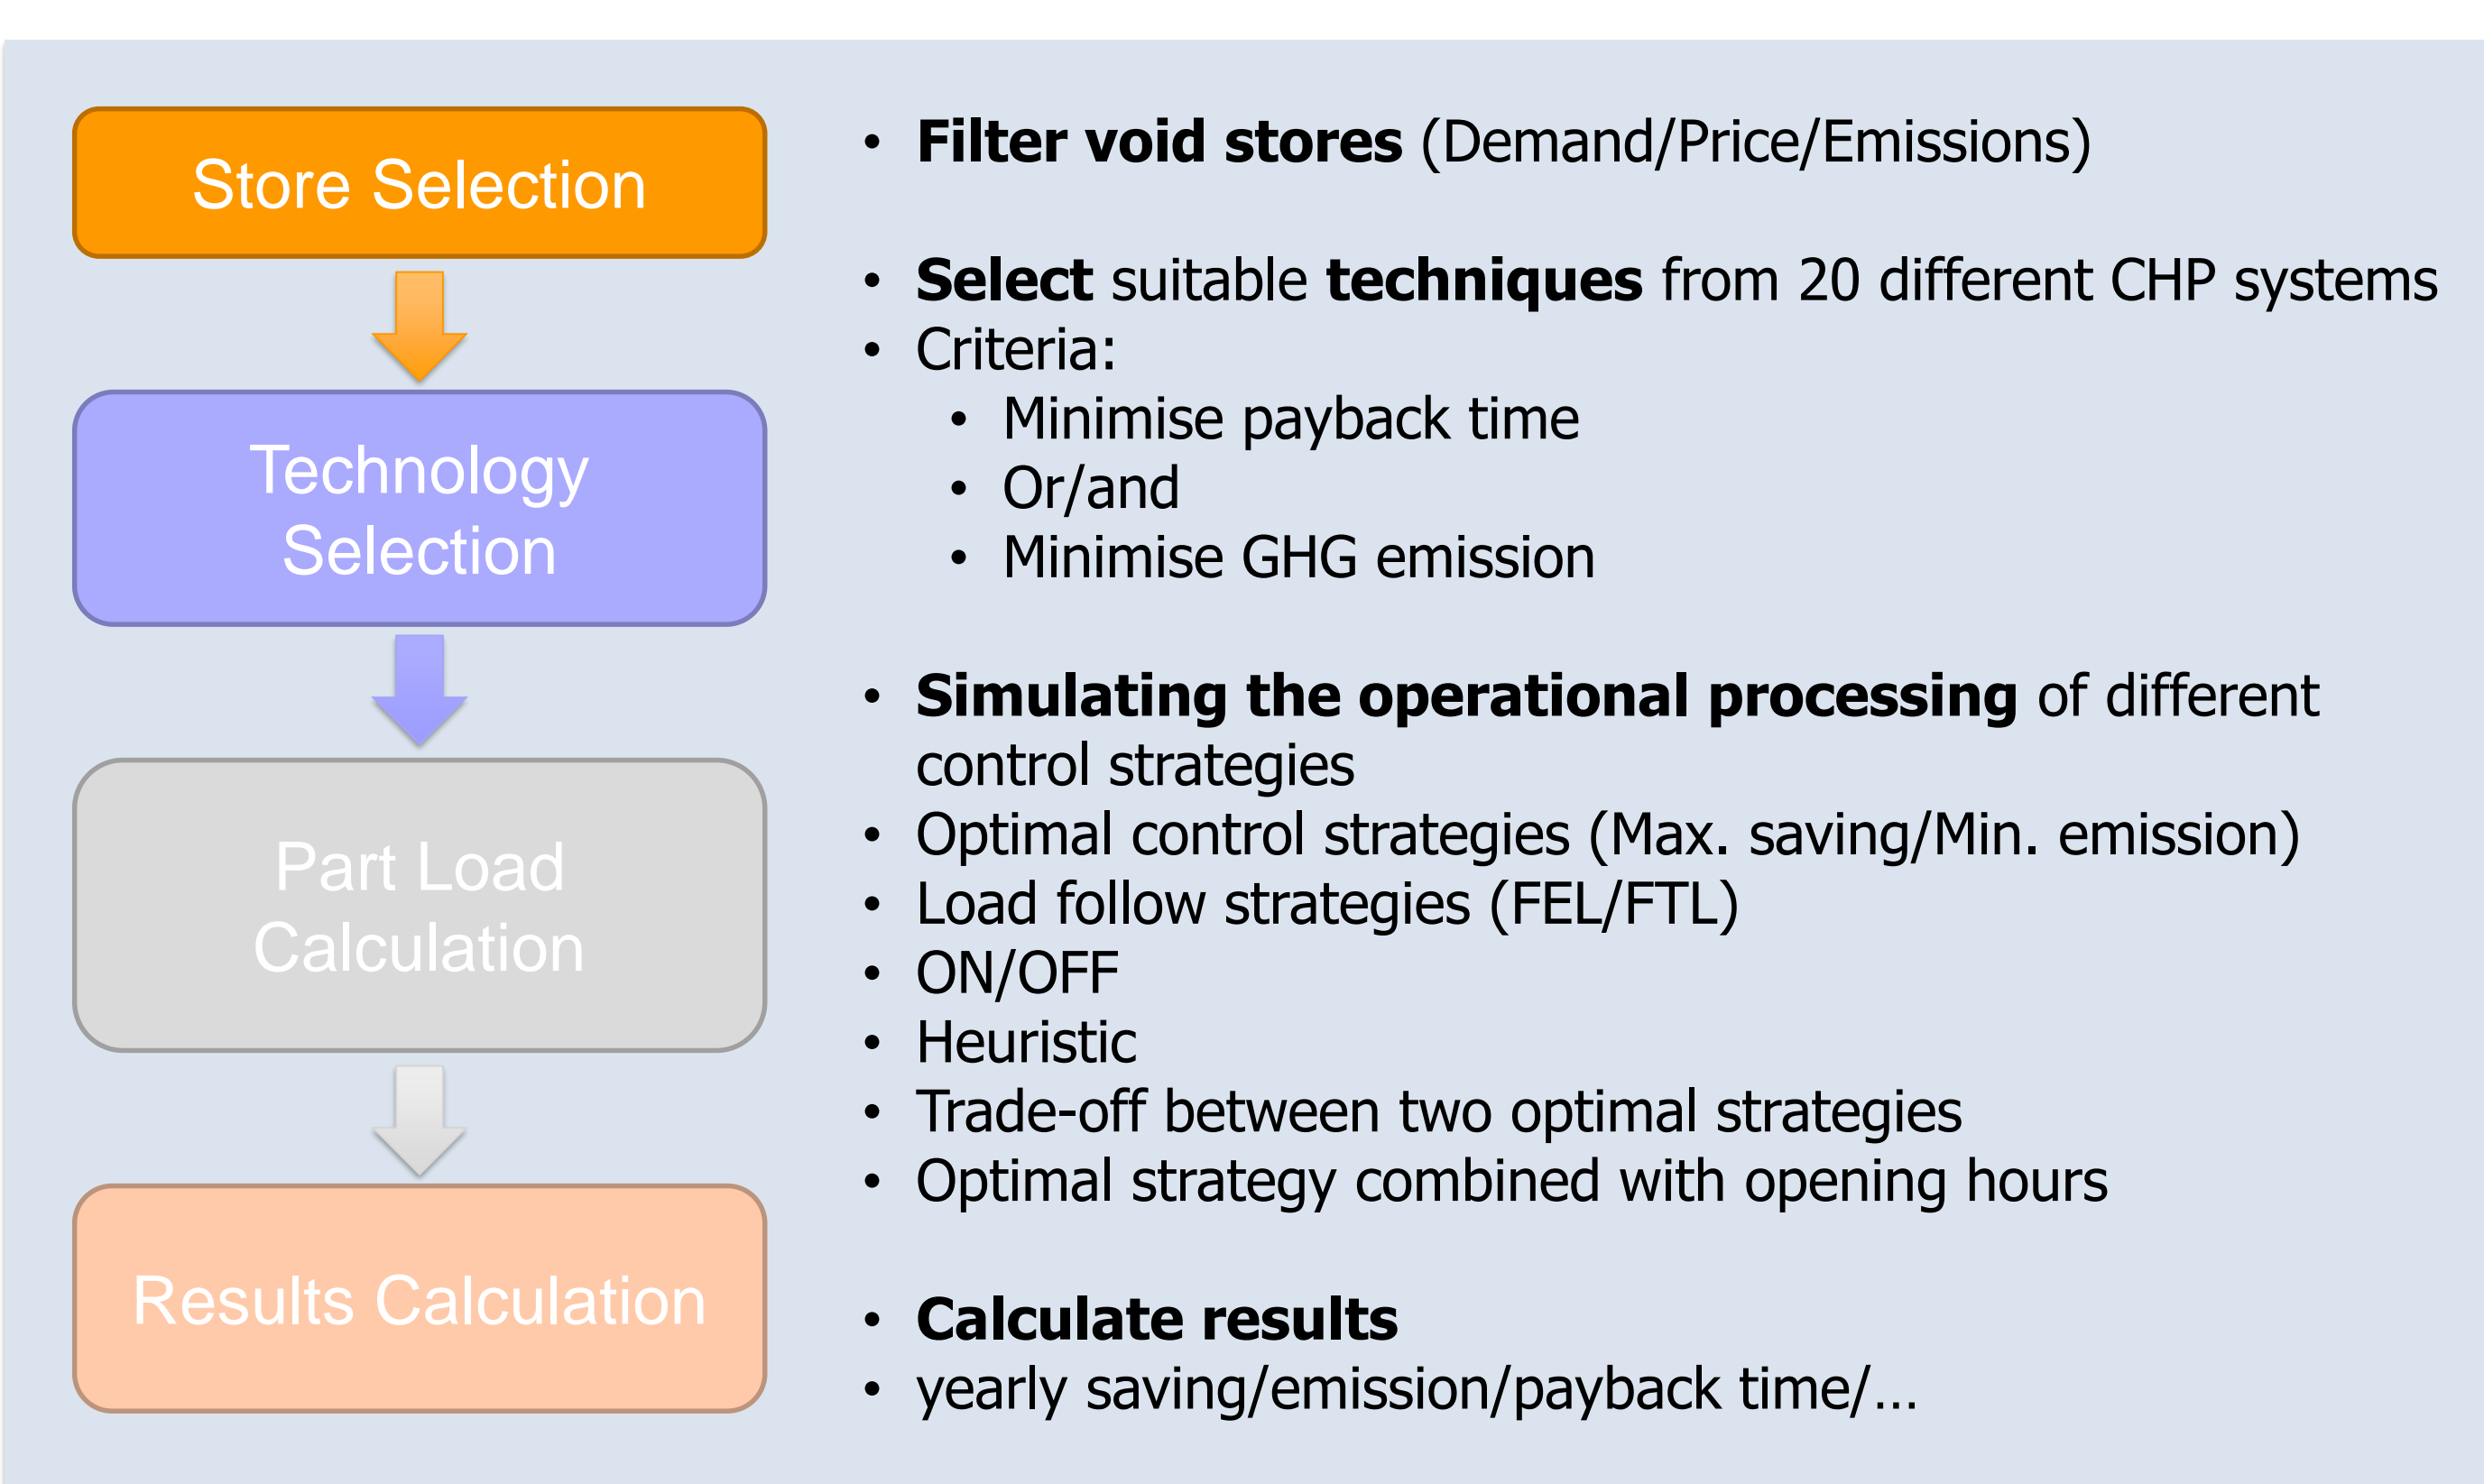 Store Selection
• Filter void stores (Demand/Price/Emissions)
Technology
Selection
• Select suitable techniques from 20 different CHP systems
• Criteria:
• Minimise payback time
• Or/and
• Minimise GHG emission
Part Load
Calculation
• Simulating the operational processing of different
control strategies
• Optimal control strategies (Max. saving/Min. emission)
• Load follow strategies (FEL/FTL)
• ON/OFF
• Heuristic
• Trade-off between two optimal strategies
• Optimal strategy combined with opening hours
Results Calculation
• Calculate results
• yearly saving/emission/payback time/...